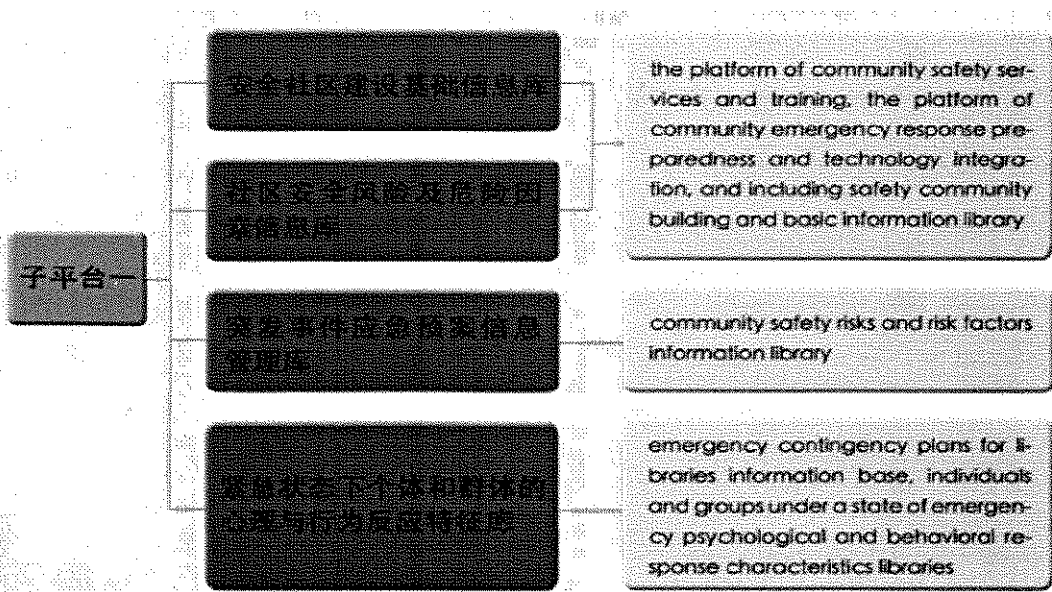 子平台一
安全社区建设基础信息库
社区安全风险及危险因
素信息库
突发事件应急预案信息
管理库
紧急状态下个体和群体的
心理与行为反应特征库
the platform of community safety ser-
vices and training, the platform of
community emergency response pre-
paredness and technology integra-
tion, and including safety community
building and basic information library
community safety risks and risk factors
information library
emergency contingency plans for li-
braries information base, individuals
and groups under a state of emergen-
cy psychological and behavioral re-
sponse characteristics libraries